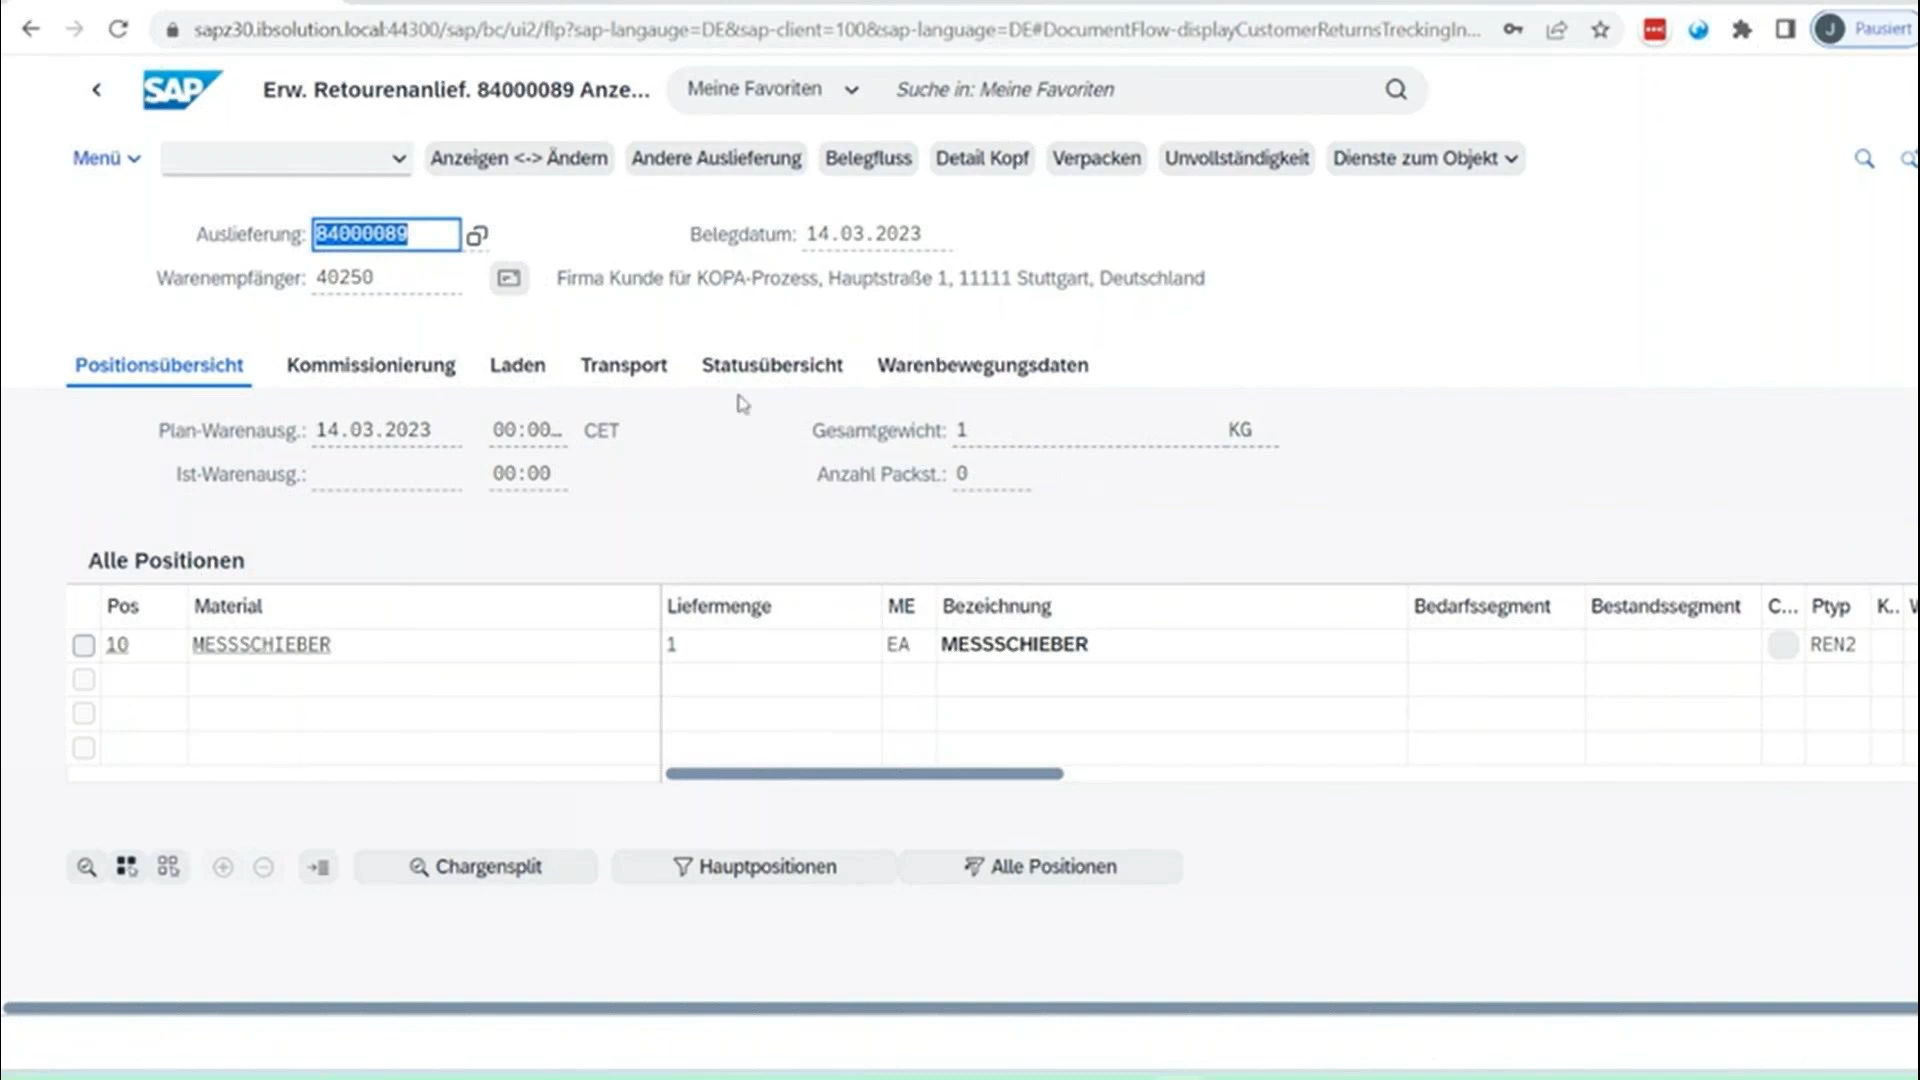 sapz30.ibsolution.local:44300/sap/bc/ui2/flp?sap-langauge=DE&sap-client=100&sap-language=DE#DocumentFlow-displayCustomerReturnsTreckingIn...
J Pausiert
SAP Erw. Retourenanlief. 84000089 Anze... Meine Favoriten Suche in: Meine Favoriten
Menü Anzeigen <-> Ändern Andere Auslieferung Belegfluss Detail Kopf Verpacken Unvollständigkeit Dienste zum Objekt
Auslieferung: 84000089 Belegdatum: 14.03.2023
Warenempfänger: 40250 Firma Kunde für KOPA-Prozess, Hauptstraße 1, 11111 Stuttgart, Deutschland
Positionsübersicht Kommissionierung Laden Transport Statusübersicht Warenbewegungsdaten
Plan-Warenausg.: 14.03.2023 00:00… CET Gesamtgewicht: 1 KG
Ist-Warenausg.: 00:00 Anzahl Packst.: 0
Alle Positionen
Pos Material Liefermenge ME Bezeichnung Bedarfssegment Bestandssegment C... Ptyp K..
10 MESSSCHIEBER 1 EA MESSSCHIEBER REN2
Chargensplit Hauptpositionen Alle Positionen